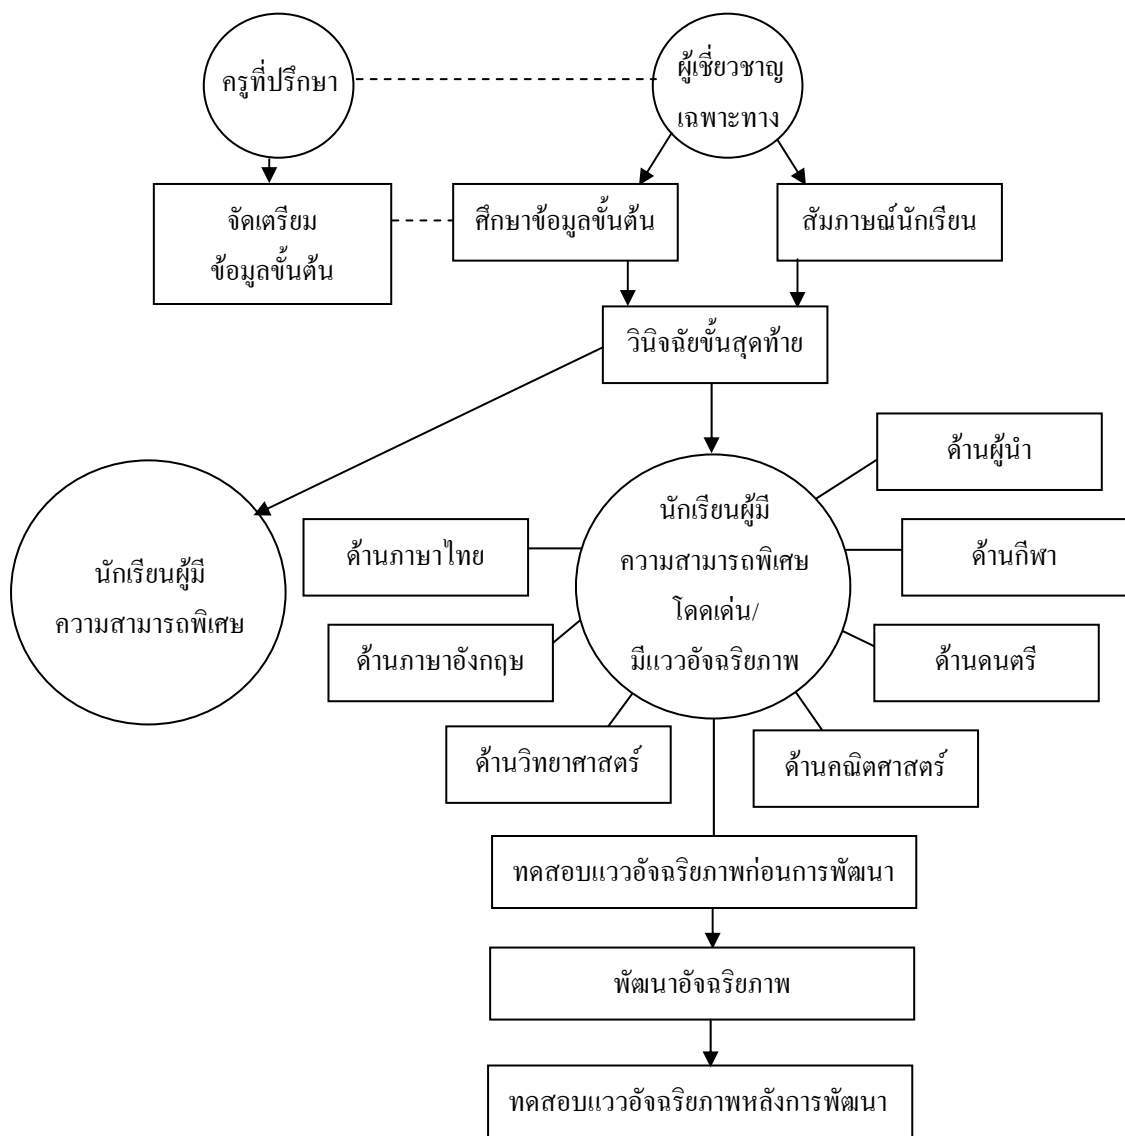 ครูที่ปรึกษา
ผู้เชี่ยวชาญ
เฉพาะทาง
จัดเตรียม
ข้อมูลขั้นต้น
ศึกษาข้อมูลขั้นต้น
สัมภาษณ์นักเรียน
วินิจฉัยขั้นสุดท้าย
นักเรียนผู้มี
ความสามารถพิเศษ
นักเรียนผู้มี
ความสามารถพิเศษ
โดดเด่น/
มีแววอัจฉริยภาพ
ด้านผู้นำ
ด้านภาษาไทย
ด้านกีฬา
ด้านภาษาอังกฤษ
ด้านดนตรี
ด้านวิทยาศาสตร์
ด้านคณิตศาสตร์
ทดสอบแววอัจฉริยภาพก่อนการพัฒนา
พัฒนาอัจฉริยภาพ
ทดสอบแววอัจฉริยภาพหลังการพัฒนา